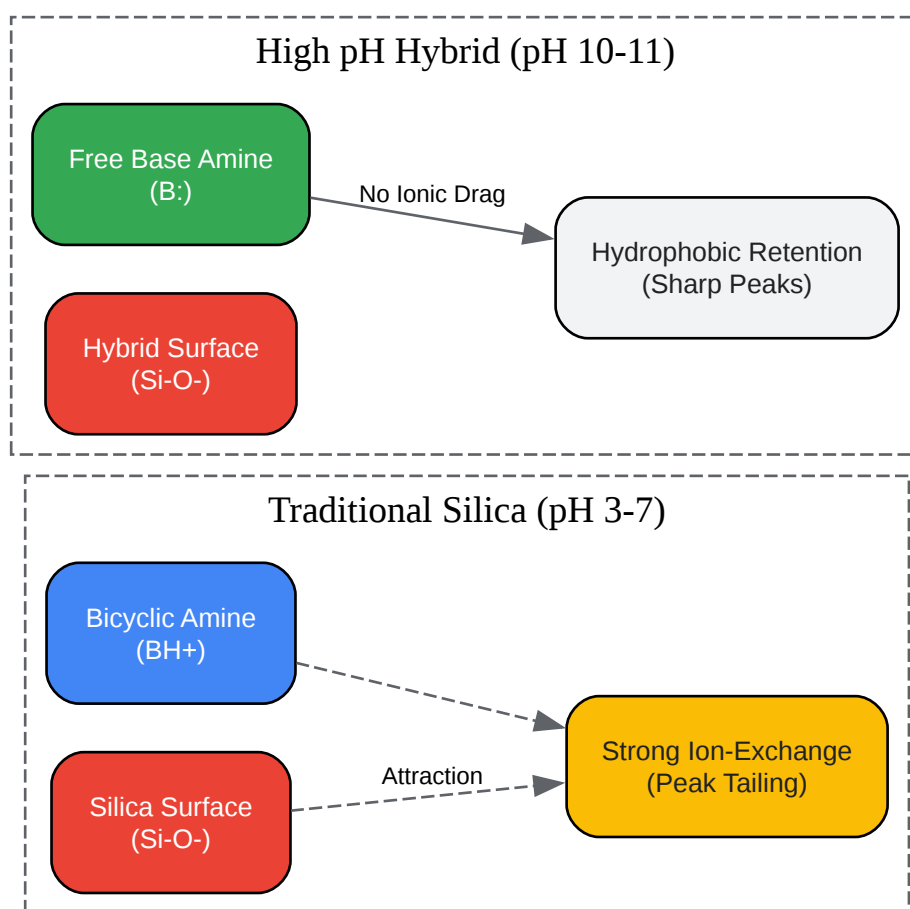 High pH Hybrid (pH 10-11)
Free Base Amine
(B:)
No Ionic Drag
Hydrophobic Retention
(Sharp Peaks)
Hybrid Surface
(Si-O-)
Traditional Silica (pH 3-7)
Bicyclic Amine
(BH+)
Strong Ion-Exchange
(Peak Tailing)
Attraction
Silica Surface
(Si-O-)